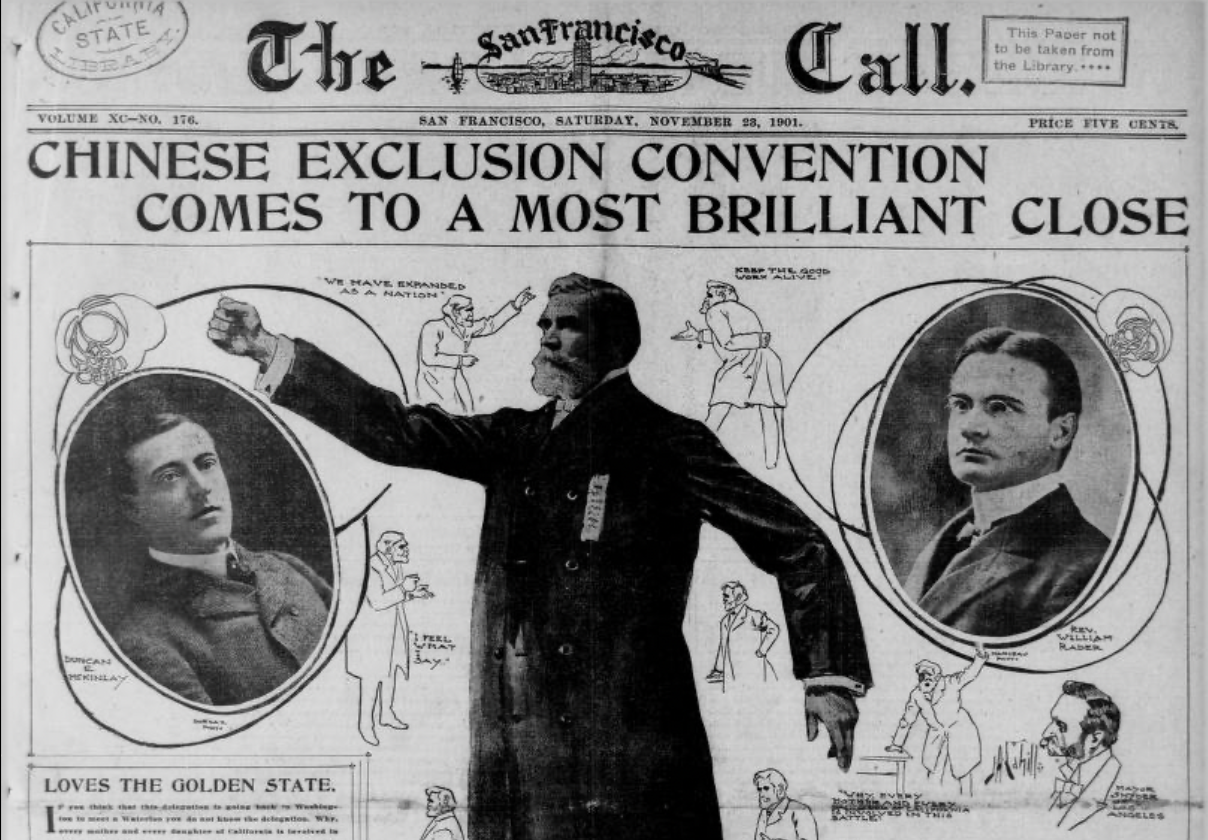 CALIFORNIA
STATE
LIBRARY.
The San Francisco Call.
This Paper not
to be taken from
the Library. ••••
VOLUME XC—NO. 176.
SAN FRANCISCO, SATURDAY, NOVEMBER 23, 1901.
PRICE FIVE CENTS.
CHINESE EXCLUSION CONVENTION
COMES TO A MOST BRILLIANT CLOSE
"WE HAVE EXPANDED
AS A NATION"
KEEP THE GOOD
WORK ALIVE."
DUNCAN
E.
McKINLAY
"I FEEL
WHAT
I
SAY."
REV.
WILLIAM
RADER
"WHY, EVERY
MOTHER AND EVERY
CALIFORNIA
IS INVOLVED IN THIS
BATTLE."
MAYOR
SNYDER
LOS
ANGELES
LOVES THE GOLDEN STATE.
IF you think that this delegation is going back to Washing-
ton to meet a Waterloo you do not know the delegation. Why,
every mother and every daughter of California is involved in